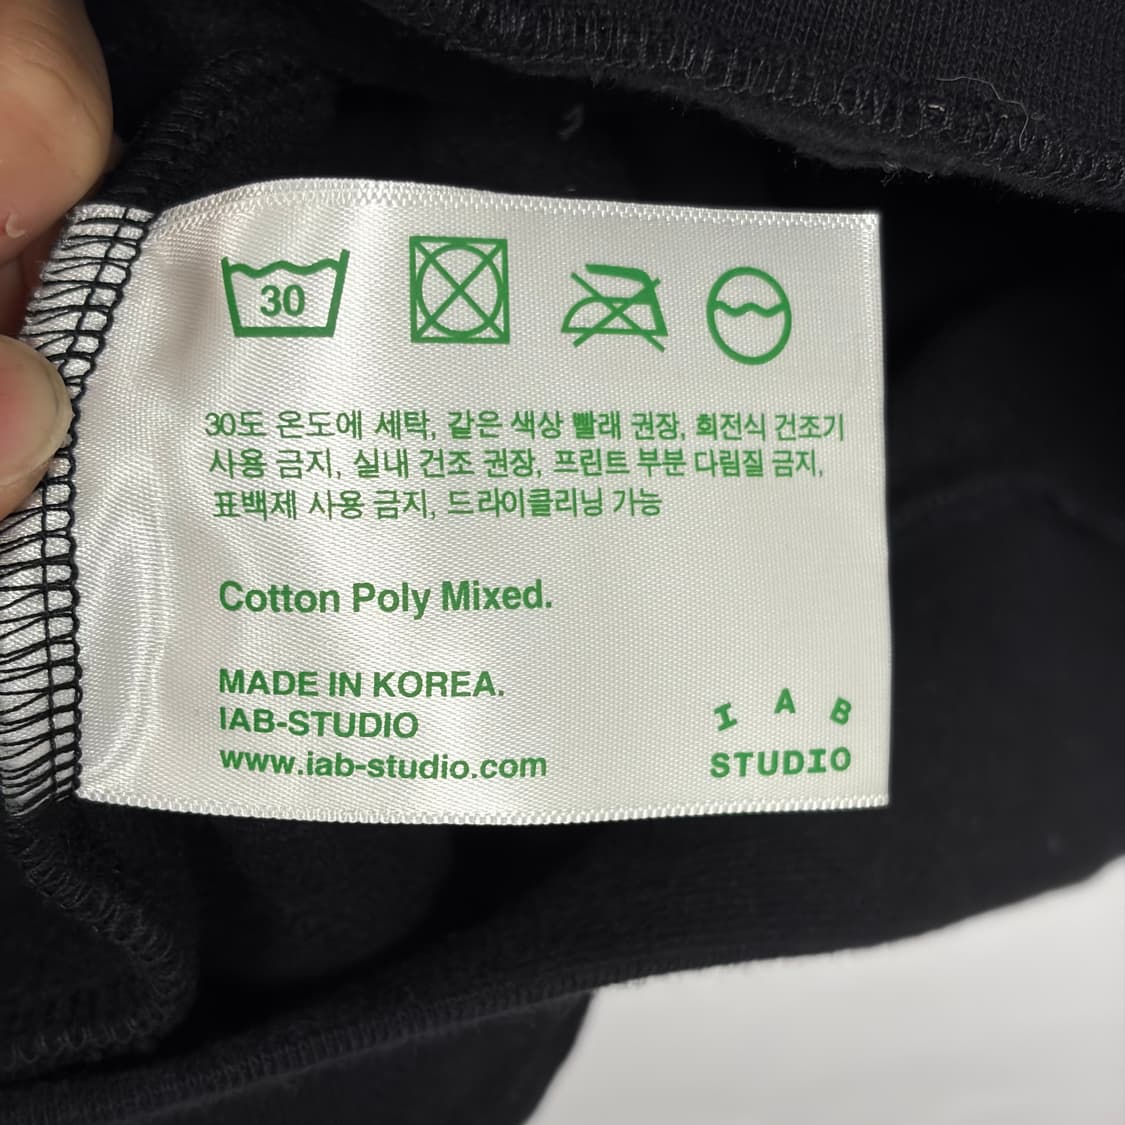 30
30도 온도에 세탁, 같은 색상 빨래 권장, 회전식 건조기
사용 금지, 실내 건조 권장, 프린트 부분 다림질 금지,
표백제 사용 금지, 드라이클리닝 가능
Cotton Poly Mixed.
MADE IN KOREA.
IAB-STUDIO
www.iab-studio.com
I A B
STUDIO